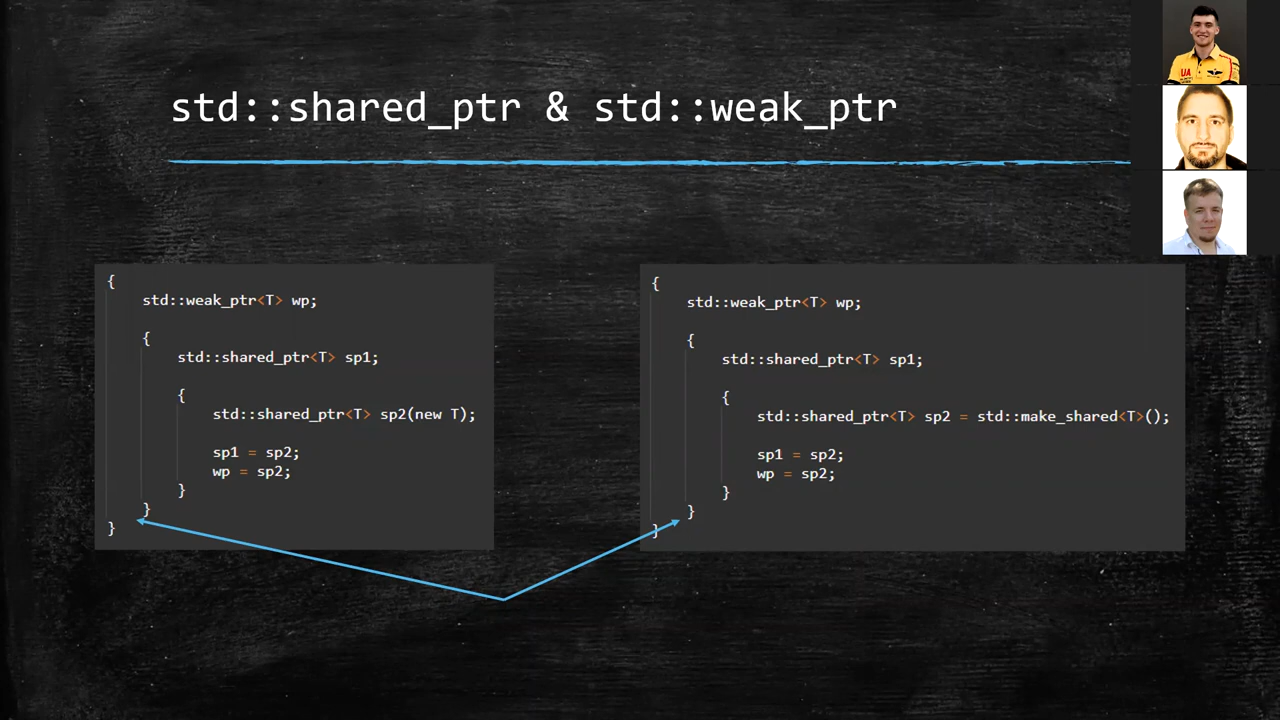 std::shared_ptr & std::weak_ptr
{
std::weak_ptr<T> wp;
{
std::shared_ptr<T> sp1;
{
std::shared_ptr<T> sp2(new T);
sp1 = sp2;
wp = sp2;
}
}
}
{
std::weak_ptr<T> wp;
{
std::shared_ptr<T> sp1;
{
std::shared_ptr<T> sp2 = std::make_shared<T>();
sp1 = sp2;
wp = sp2;
}
}
}
UA